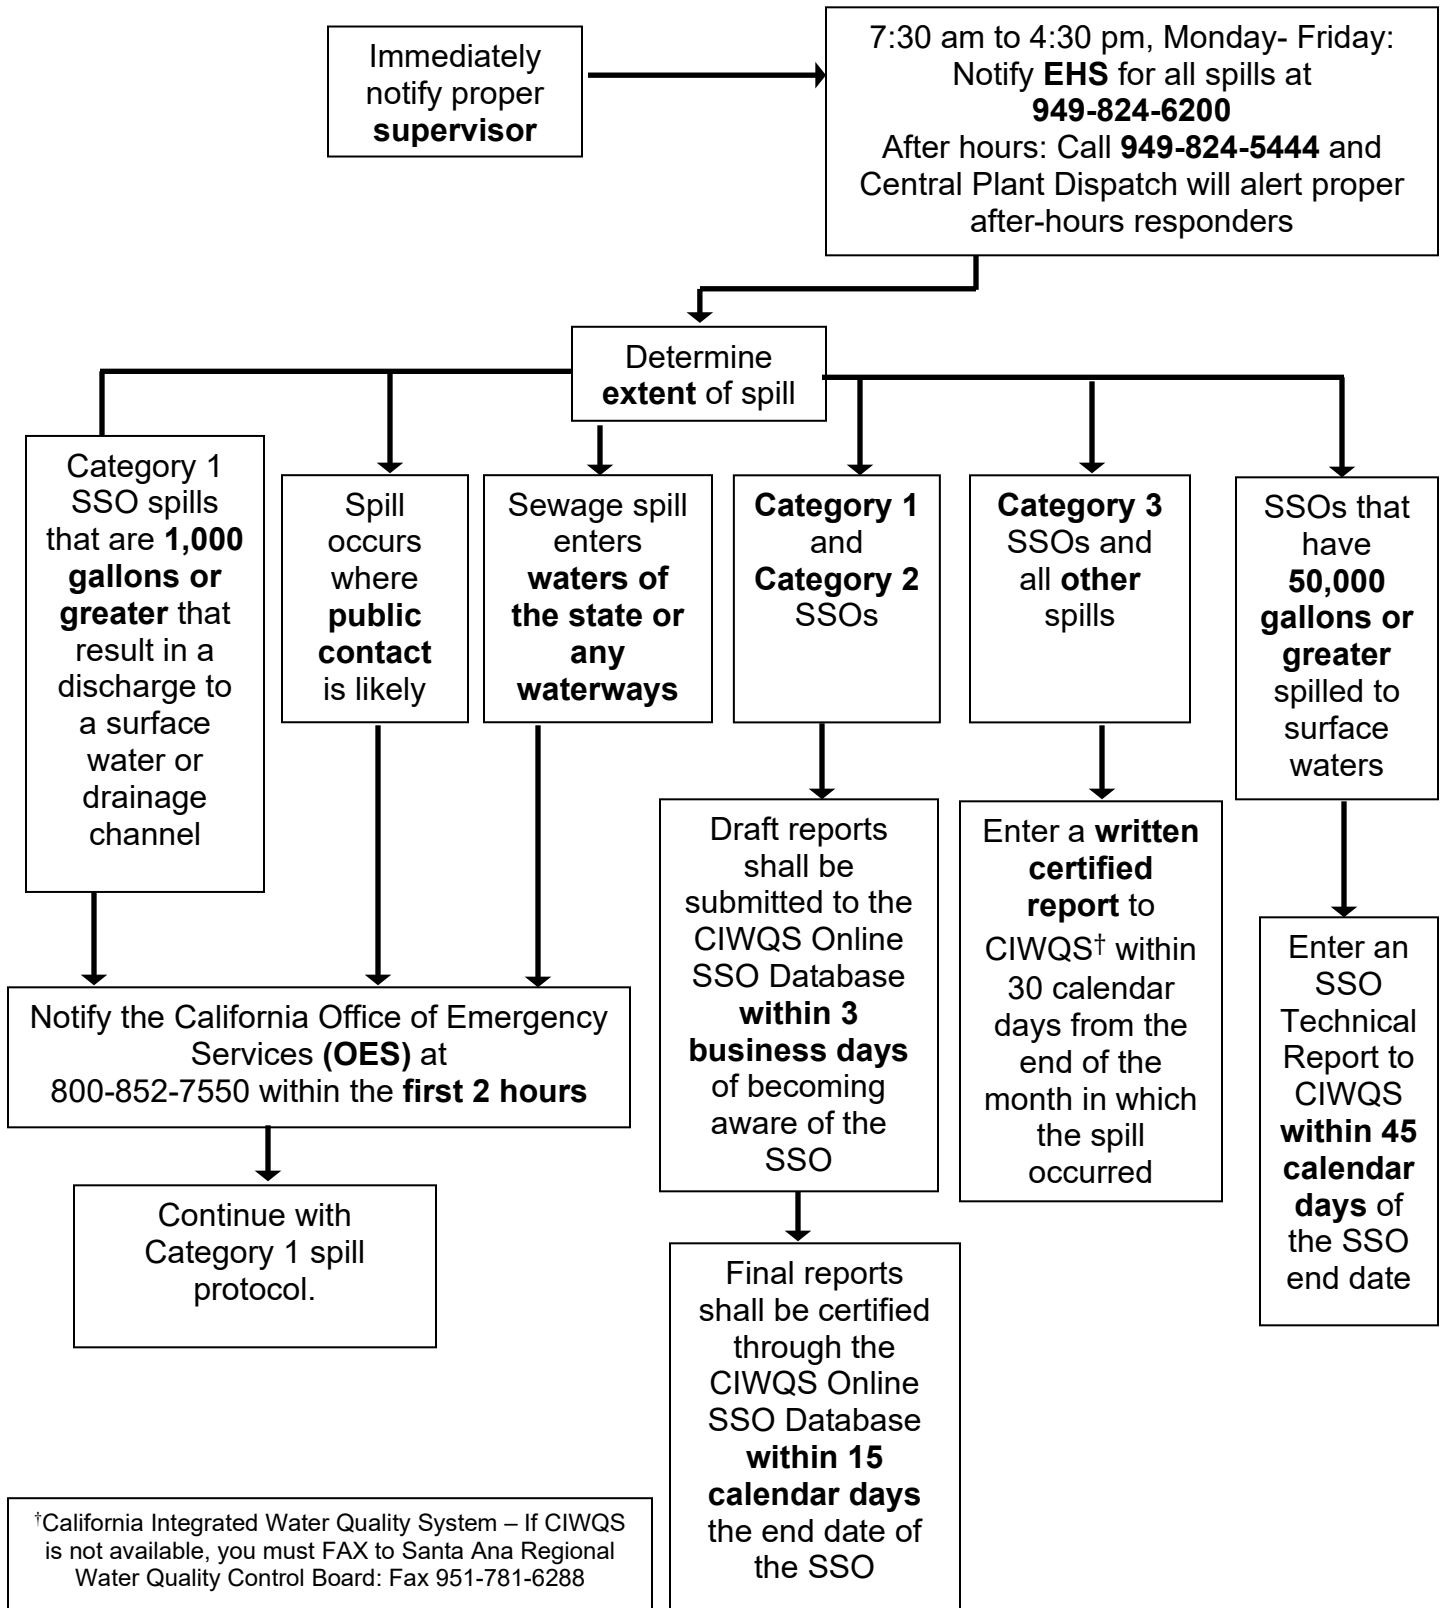 Immediately
notify proper
supervisor
7:30 am to 4:30 pm, Monday- Friday:
Notify EHS for all spills at
949-824-6200
After hours: Call 949-824-5444 and
Central Plant Dispatch will alert proper
after-hours responders
Determine
extent of spill
Category 1
SSO spills
that are 1,000
gallons or
greater that
result in a
discharge to
a surface
water or
drainage
channel
Spill
occurs
where
public
contact
is likely
Sewage spill
enters
waters of
the state or
any
waterways
Category 1
and
Category 2
SSOs
Category 3
SSOs and
all other
spills
SSOs that
have
50,000
gallons or
greater
spilled to
surface
waters
Notify the California Office of Emergency
Services (OES) at
800-852-7550 within the first 2 hours
Continue with
Category 1 spill
protocol.
Draft reports
shall be
submitted to the
CIWQS Online
SSO Database
within 3
business days
of becoming
aware of the
SSO
Final reports
shall be certified
through the
CIWQS Online
SSO Database
within 15
calendar days
the end date of
the SSO
Enter a written
certified
report to
CIWQS† within
30 calendar
days from the
end of the
month in which
the spill
occurred
Enter an
SSO
Technical
Report to
CIWQS
within 45
calendar
days of
the SSO
end date
†California Integrated Water Quality System – If CIWQS
is not available, you must FAX to Santa Ana Regional
Water Quality Control Board: Fax 951-781-6288